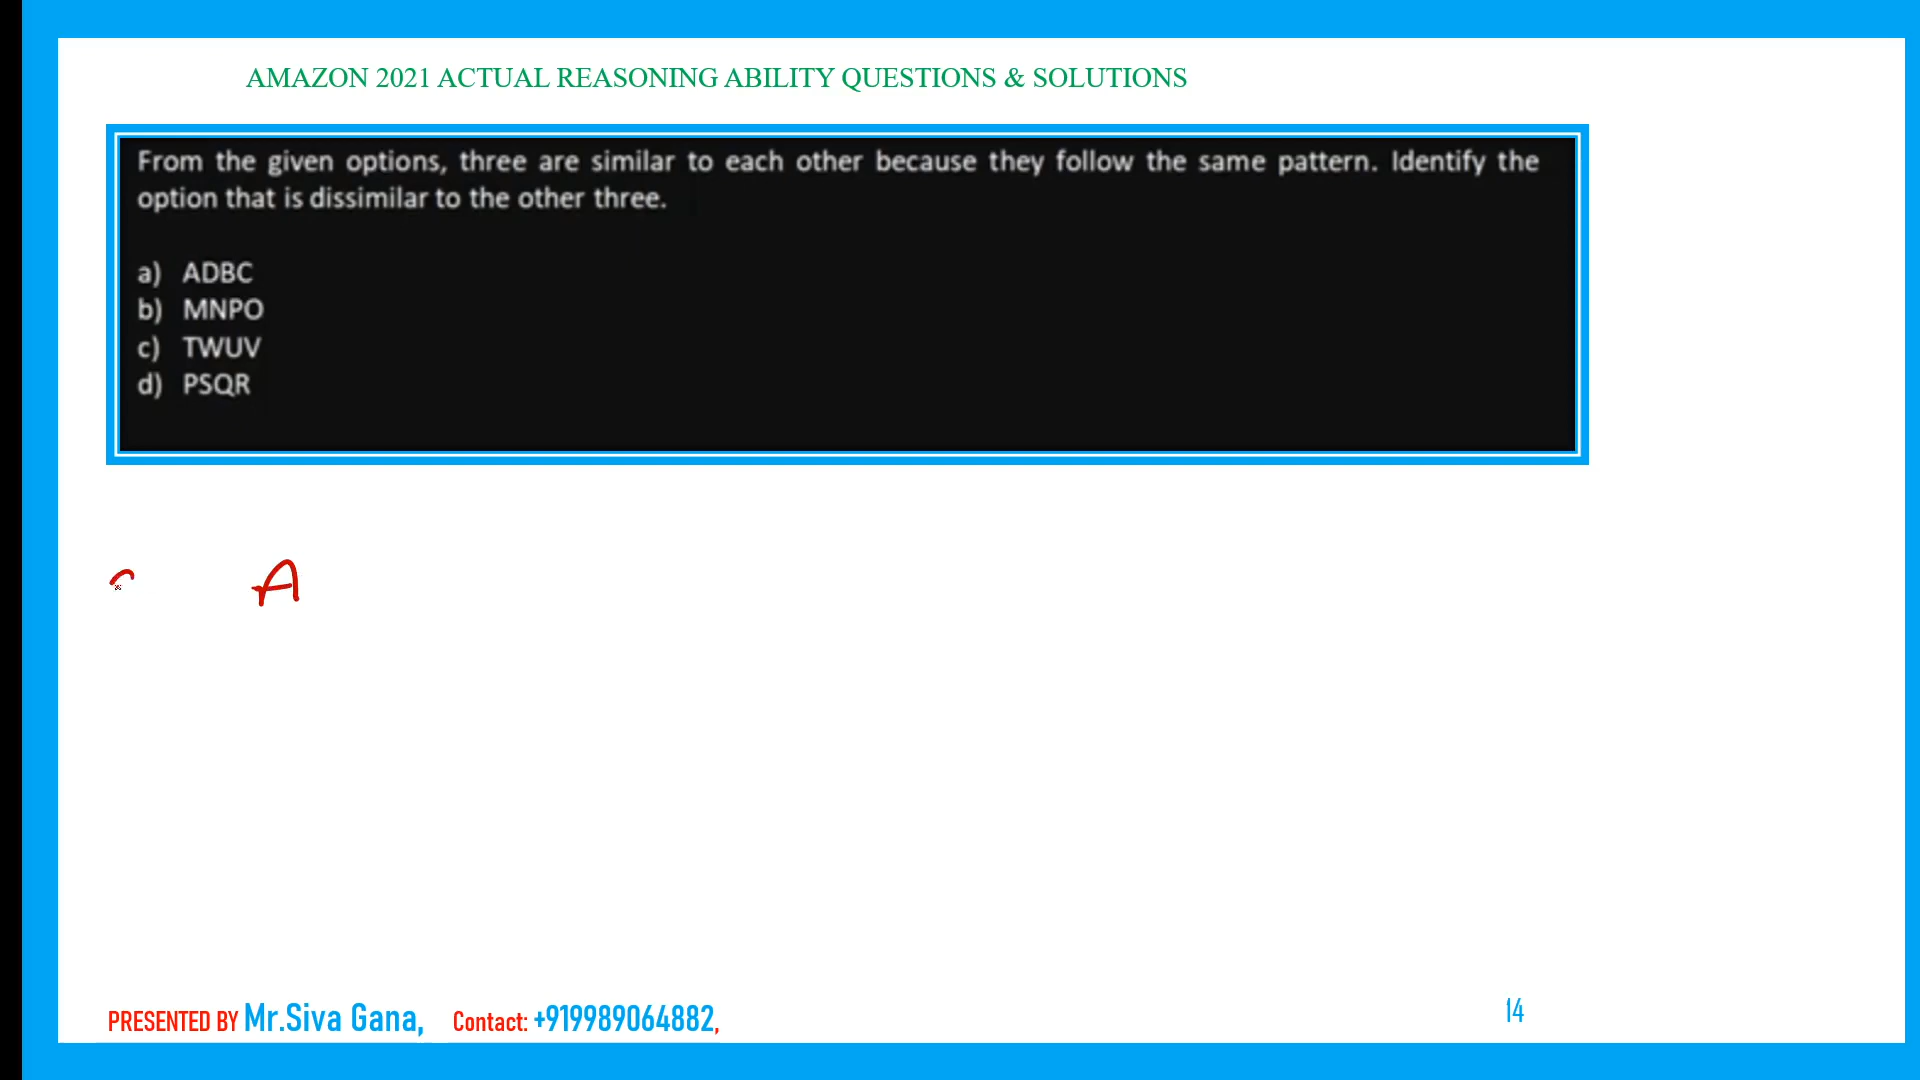 AMAZON 2021 ACTUAL REASONING ABILITY QUESTIONS & SOLUTIONS
From the given options, three are similar to each other because they follow the same pattern. Identify the
option that is dissimilar to the other three.
a) ADBC
b) MNPO
c) TWUV
d) PSQR
A
PRESENTED BY Mr.Siva Gana, Contact: +919989064882,
14